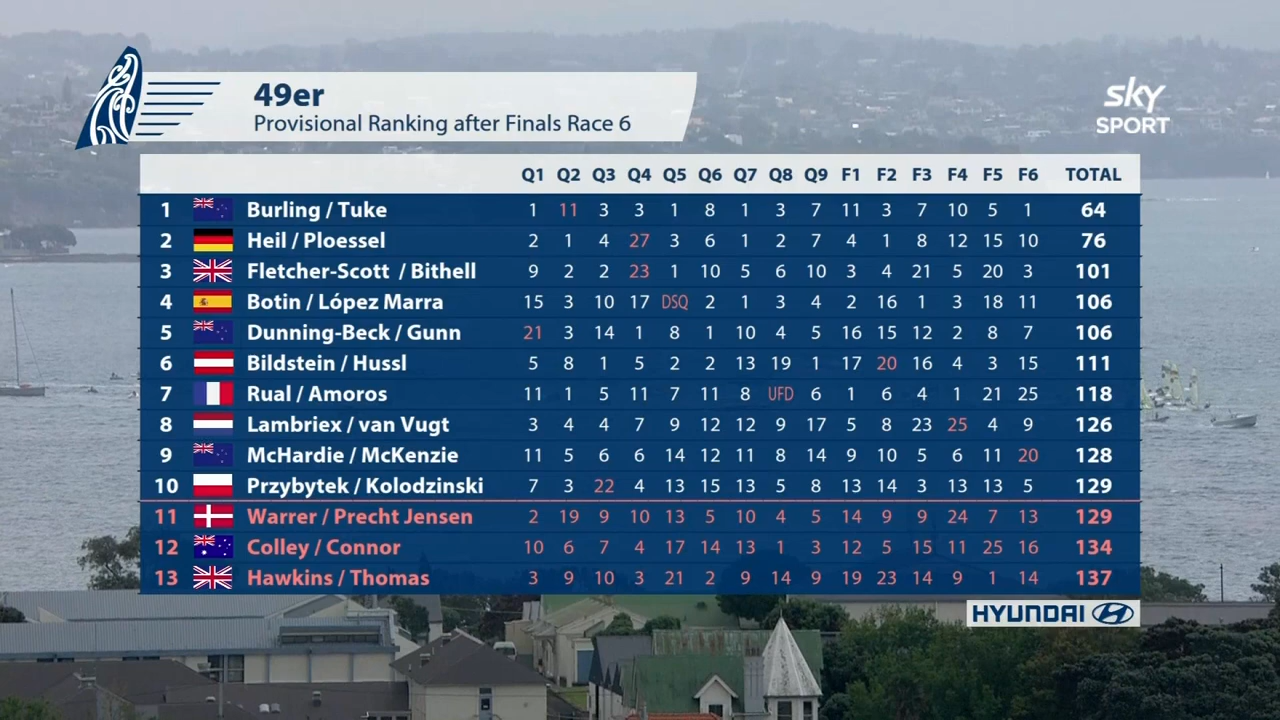 49er
Provisional Ranking after Finals Race 6
sky
SPORT
Q1 Q2 Q3 Q4 Q5 Q6 Q7 Q8 Q9 F1 F2 F3 F4 F5 F6 TOTAL
1 Burling / Tuke 1 11 3 3 1 8 1 3 7 11 3 7 10 5 1 64
2 Heil / Ploessel 2 1 4 27 3 6 1 2 7 4 1 8 12 15 10 76
3 Fletcher-Scott / Bithell 9 2 2 23 1 10 5 6 10 3 4 21 5 20 3 101
4 Botin / López Marra 15 3 10 17 DSQ 2 1 3 4 2 16 1 3 18 11 106
5 Dunning-Beck / Gunn 21 3 14 1 8 1 10 4 5 16 15 12 2 8 7 106
6 Bildstein / Hussl 5 8 1 5 2 2 13 19 1 17 20 16 4 3 15 111
7 Rual / Amoros 11 1 5 11 7 11 8 UFD 6 1 6 4 1 21 25 118
8 Lambriex / van Vugt 3 4 4 7 9 12 12 9 17 5 8 23 25 4 9 126
9 McHardie / McKenzie 11 5 6 6 14 12 11 8 14 9 10 5 6 11 20 128
10 Przybytek / Kolodzinski 7 3 22 4 13 15 13 5 8 13 14 3 13 13 5 129
11 Warrer / Precht Jensen 2 19 9 10 13 5 10 4 5 14 9 9 24 7 13 129
12 Colley / Connor 10 6 7 4 17 14 13 1 3 12 5 15 11 25 16 134
13 Hawkins / Thomas 3 9 10 3 21 2 9 14 9 19 23 14 9 1 14 137
HYUNDAI